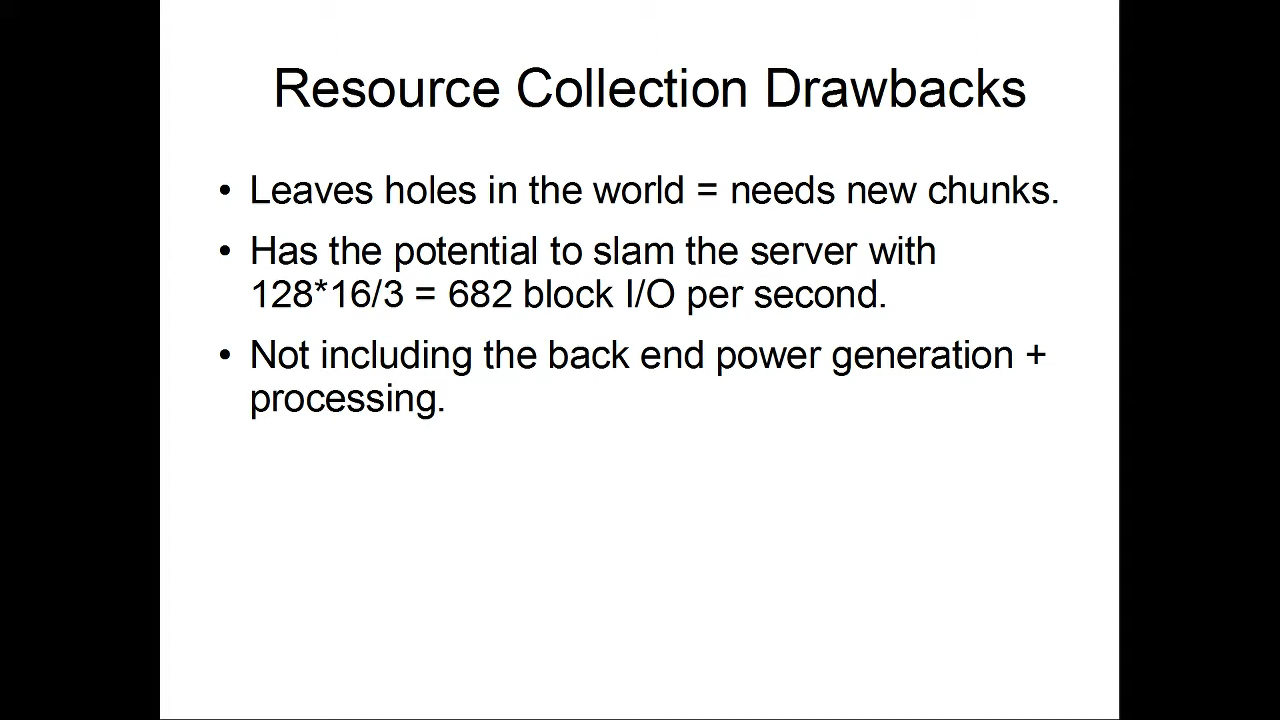 Resource Collection Drawbacks
• Leaves holes in the world = needs new chunks.
• Has the potential to slam the server with
128*16/3 = 682 block I/O per second.
• Not including the back end power generation +
processing.